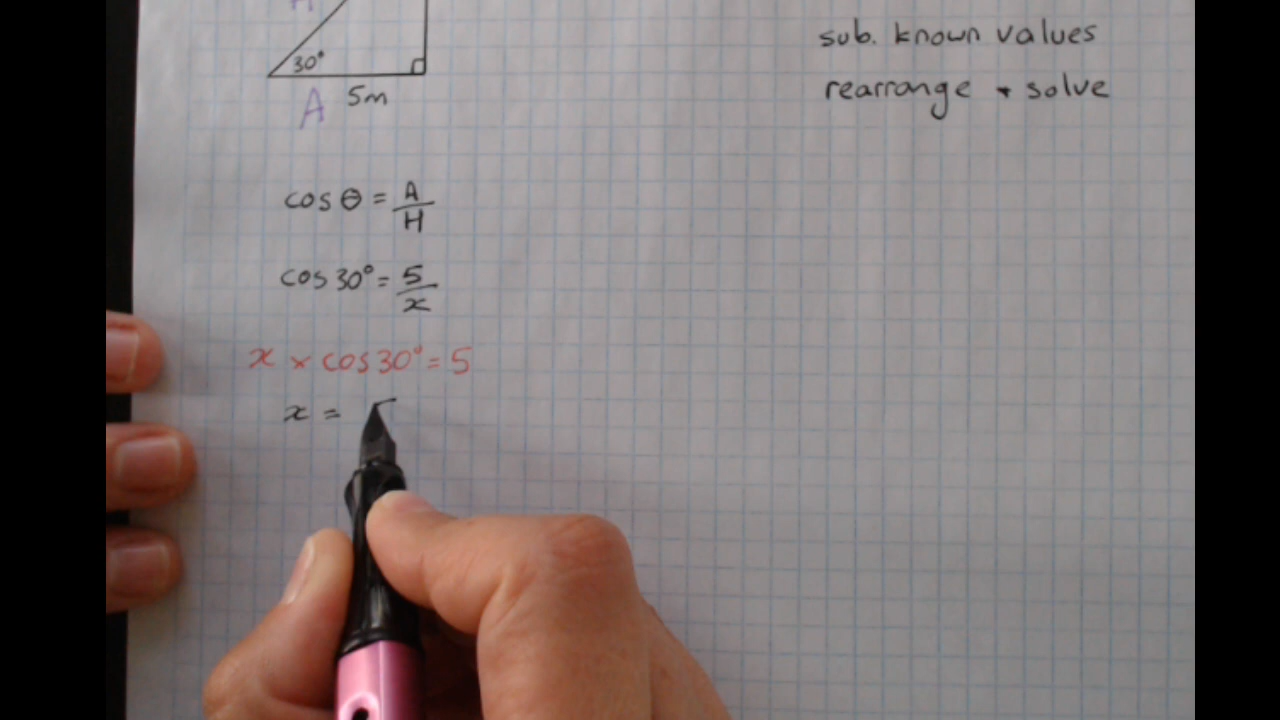 sub. known values
30°
rearrange + solve
A 5m
cos θ = A/H
cos 30° = 5/x
x × cos 30° = 5
x =